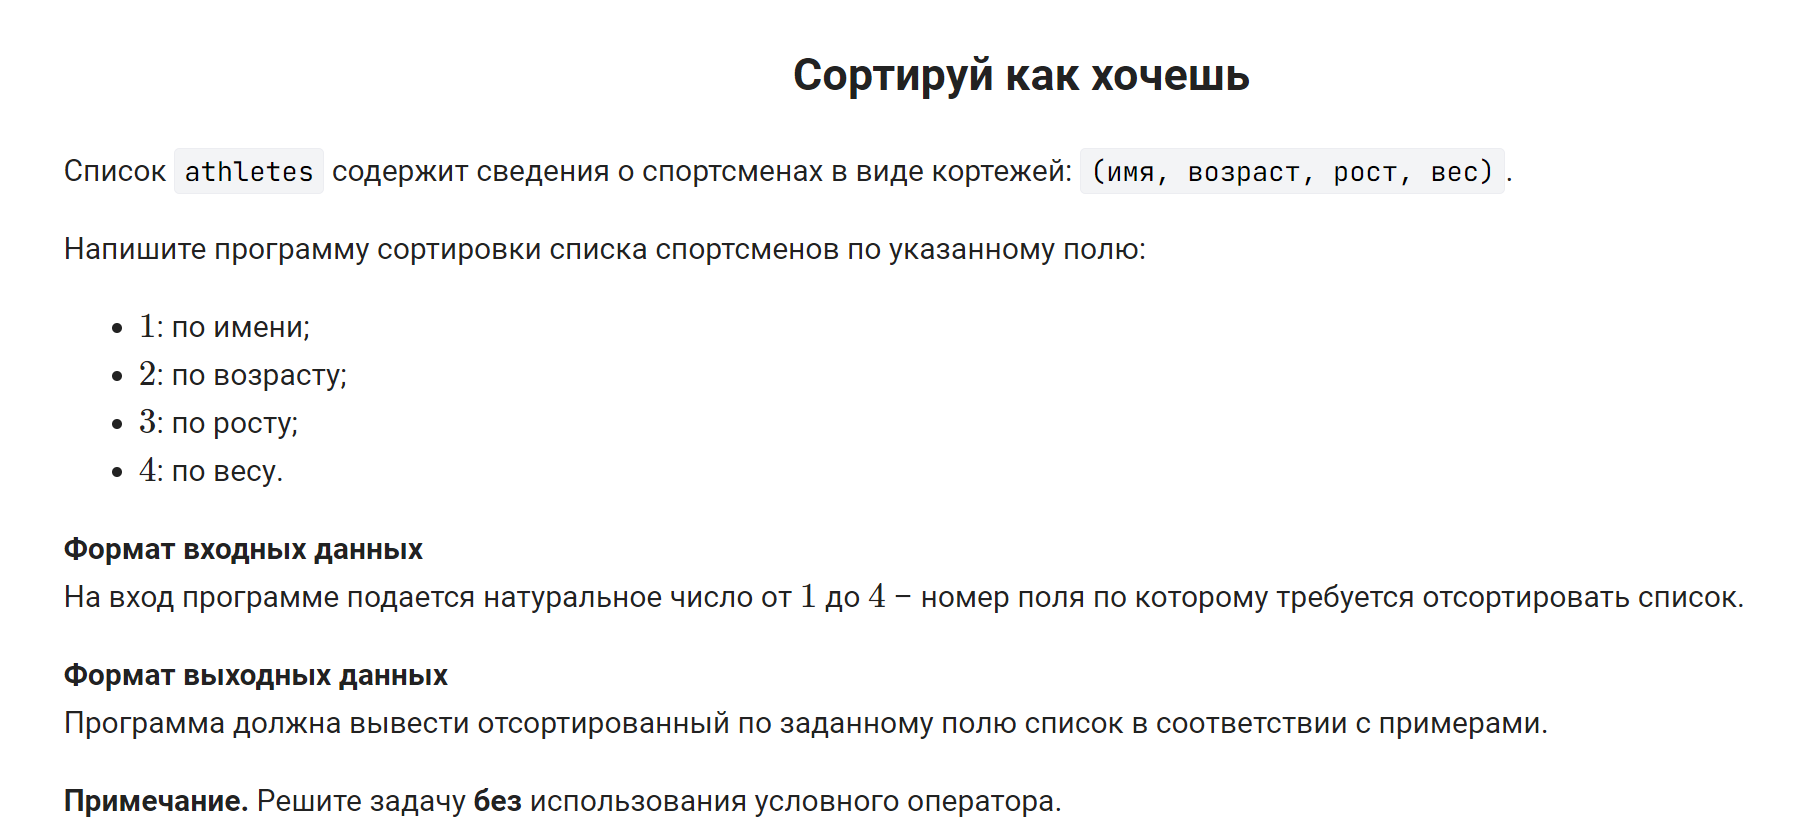 Сортируй как хочешь
Список athletes содержит сведения о спортсменах в виде кортежей: (имя, возраст, рост, вес).
Напишите программу сортировки списка спортсменов по указанному полю:
• 1: по имени;
• 2: по возрасту;
• 3: по росту;
• 4: по весу.
Формат входных данных
На вход программе подается натуральное число от 1 до 4 – номер поля по которому требуется отсортировать список.
Формат выходных данных
Программа должна вывести отсортированный по заданному полю список в соответствии с примерами.
Примечание. Решите задачу без использования условного оператора.